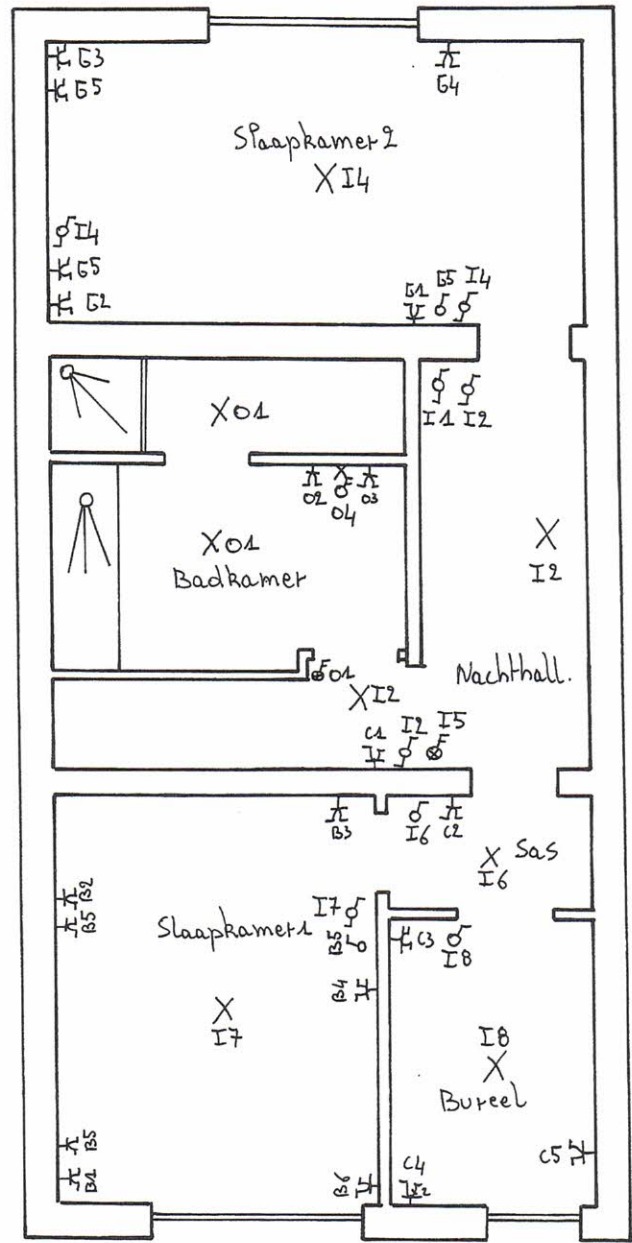 G3
G5
G4
Slaapkamer 2
X I4
I4
G5
G2
G1 G5 I4
I1 I2
X O1
O2 O4 O3
X O1
Badkamer
X
I2
Nachthall.
O1
X I2
C1 I2 I5
B3
I6 C2
X Sas
I6
B2
B5
I7
Slaapkamer 1
B5
C3
I8
B4
X
I7
I8
X
Bureel
B5
B1
B6
C4
x2
C5